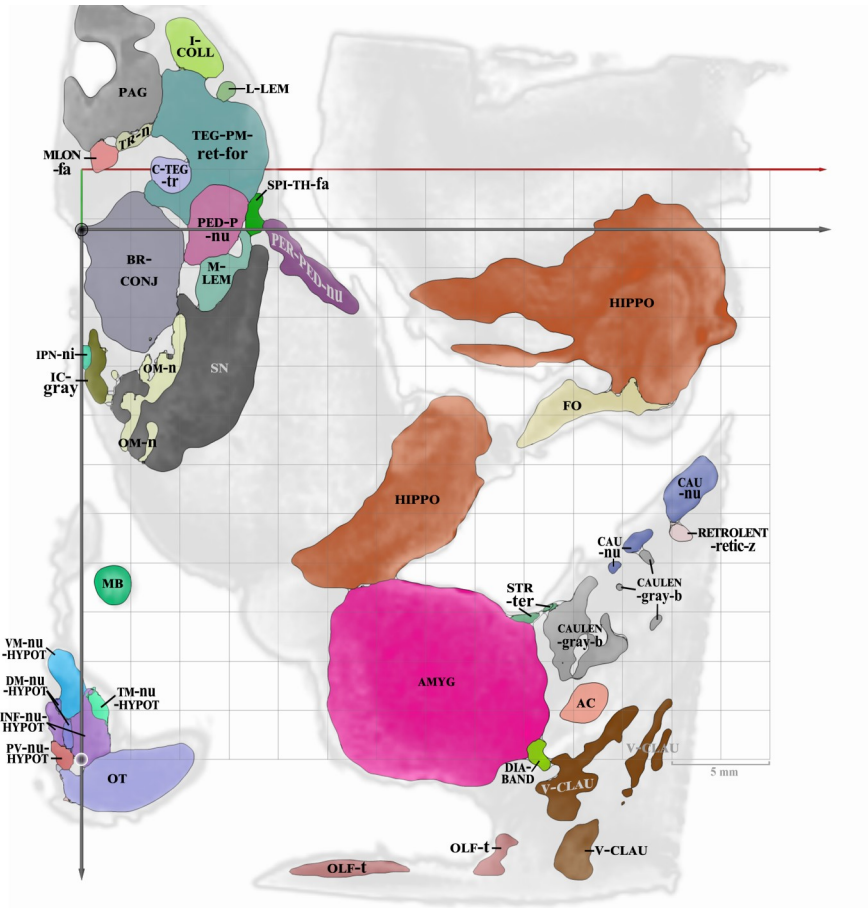 I-
COLL
PAG
L-LEM
TR-n
TEG-PM-
ret-for
MLON
-fa
C-TEG
-tr
SPI-TH-fa
PED-P
-nu
PER-PED-nu
BR-
CONJ
M-
LEM
HIPPO
IPN-ni
OM-n
SN
IC-
gray
FO
OM-n
CAU
-nu
HIPPO
RETROLENT
-retic-z
CAU
-nu
MB
STR
-ter
CAULEN
-gray-b
CAULEN
-gray-b
VM-nu
-HYPOT
DM-nu
-HYPOT
TM-nu
-HYPOT
AMYG
AC
INF-nu-
HYPOT
PV-nu-
HYPOT
V-CLAU
OT
DIA-
BAND
5 mm
V-CLAU
OLF-t
V-CLAU
OLF-t